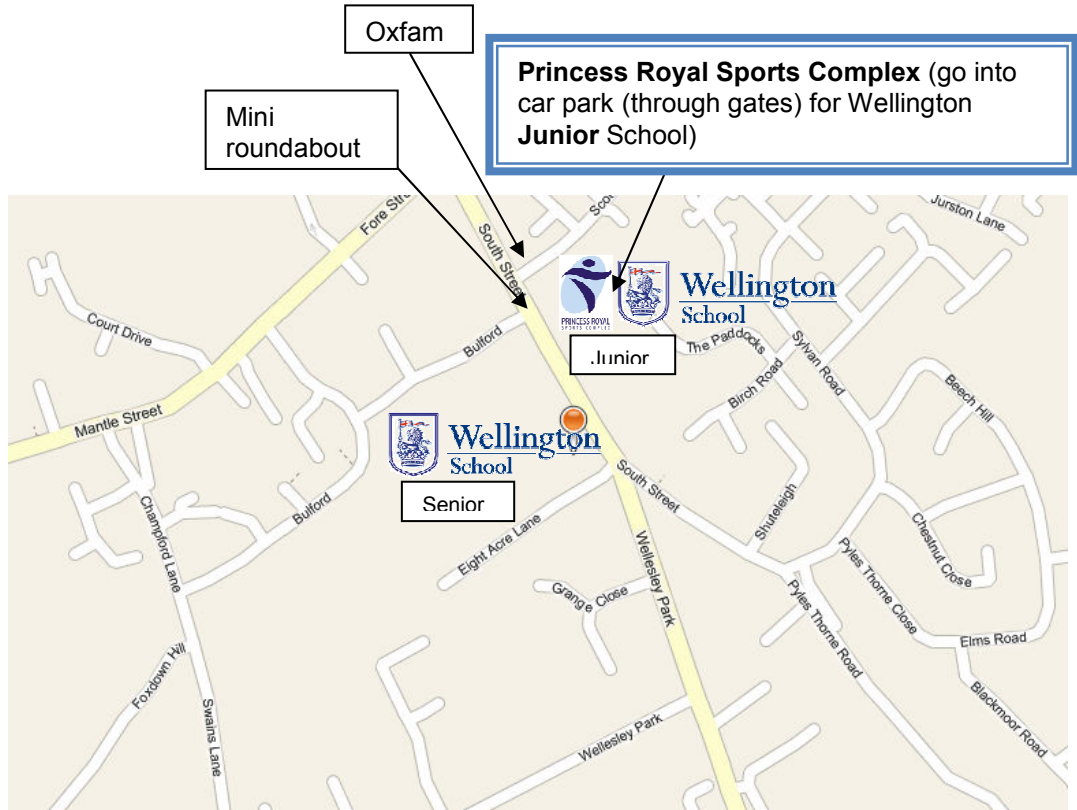 Oxfam
Princess Royal Sports Complex (go into
car park (through gates) for Wellington
Junior School)
Mini
roundabout
Fore Stre
South Street
Jurston Lane
PRINCESS ROYAL
SPORTS COMPLEX
Wellington
School
Junior
Court Drive
Bulford
The Paddocks
Sylvan Road
Birch Road
Beech Hill
Mantle Street
Wellington
School
Senior
South Street
Shuteleigh
Champford Lane
Bulford
Eight Acre Lane
Wellesley Park
Chestnut Close
Grange Close
Pyles Thorne Close
Pyles Thorne Road
Elms Road
Foxdown Hill
Swains Lane
Blackmoor Road
Wellesley Park